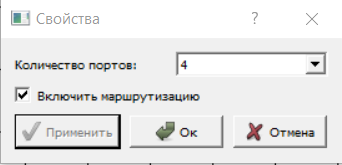 Свойства
Количество портов: 4
Включить маршрутизацию
Применить Ок Отмена